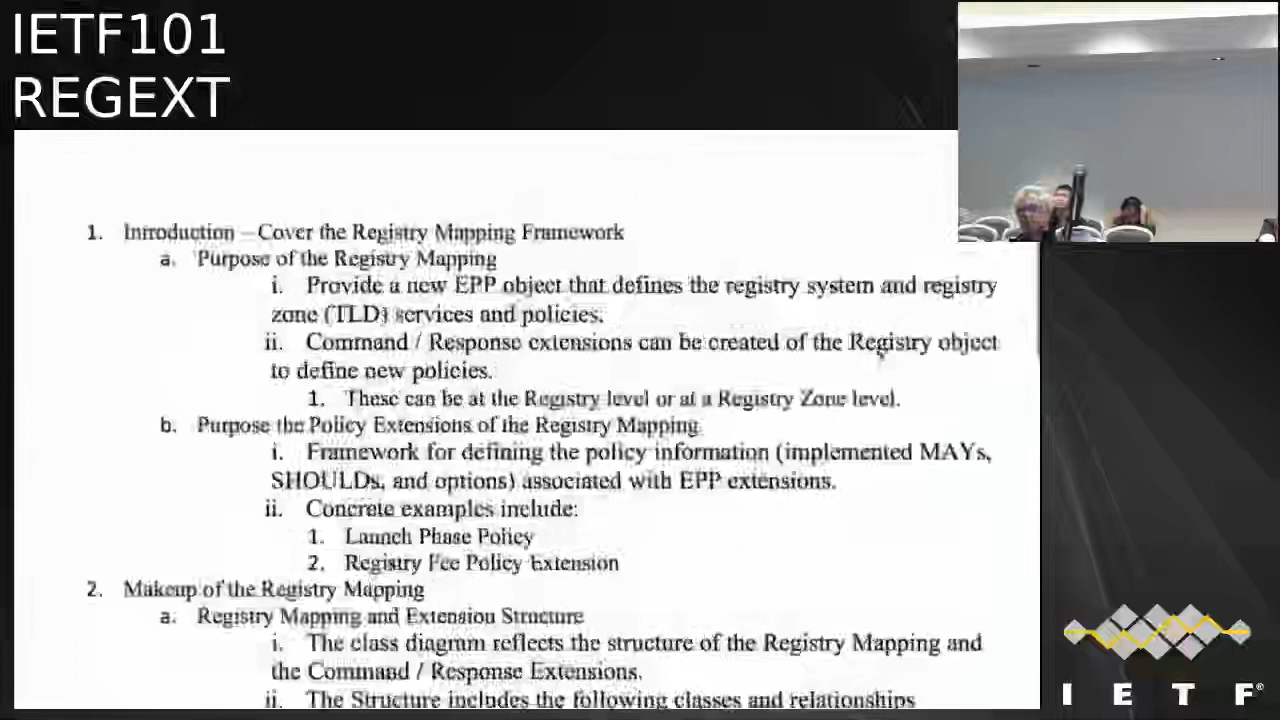 IETF101
REGEXT
1. Introduction – Cover the Registry Mapping Framework
a. Purpose of the Registry Mapping
i. Provide a new EPP object that defines the registry system and registry
zone (TLD) services and policies.
ii. Command / Response extensions can be created of the Registry object
to define new policies.
1. These can be at the Registry level or at a Registry Zone level.
b. Purpose the Policy Extensions of the Registry Mapping
i. Framework for defining the policy information (implemented MAYs,
SHOULDs, and options) associated with EPP extensions.
ii. Concrete examples include:
1. Launch Phase Policy
2. Registry Fee Policy Extension
2. Makeup of the Registry Mapping
a. Registry Mapping and Extension Structure
i. The class diagram reflects the structure of the Registry Mapping and
the Command / Response Extensions.
ii. The Structure includes the following classes and relationships
I E T F®